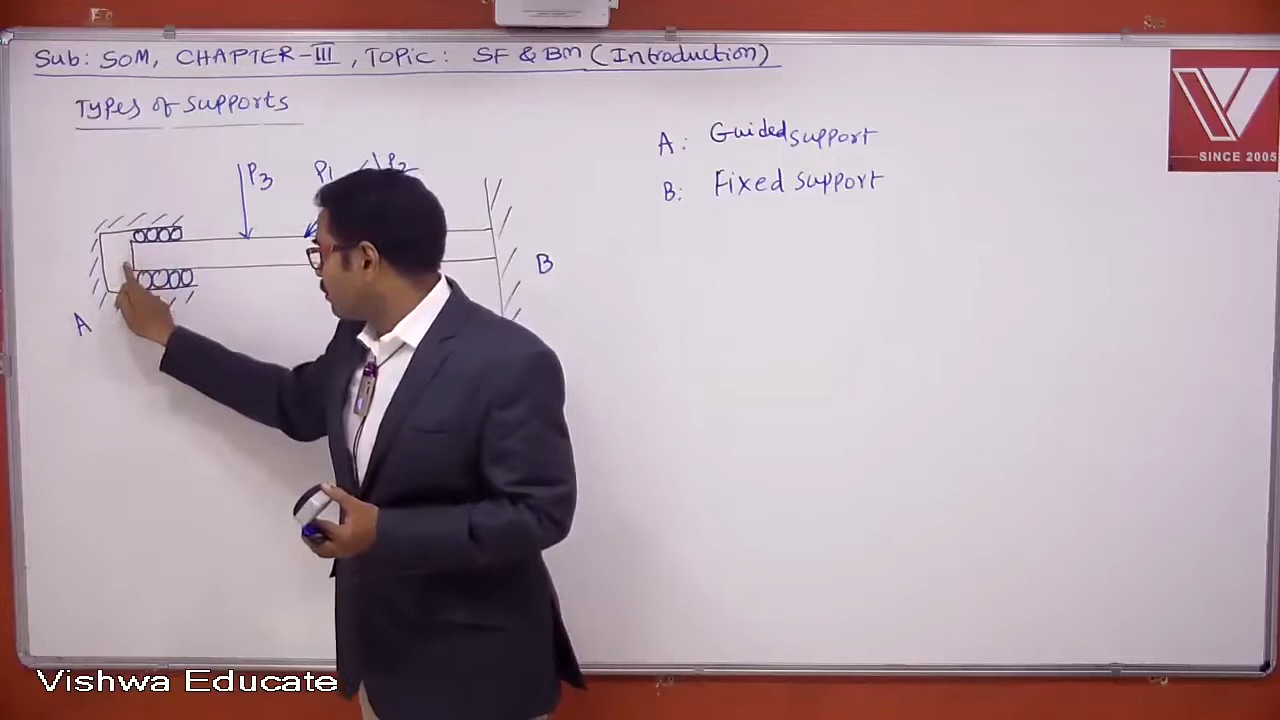 Sub: SOM, CHAPTER-III, TOPIC: SF & BM (Introduction)
Types of Supports
A: Guided support
B: Fixed support
P3 P1 P2
B
A
SINCE 2005
Vishwa Educate